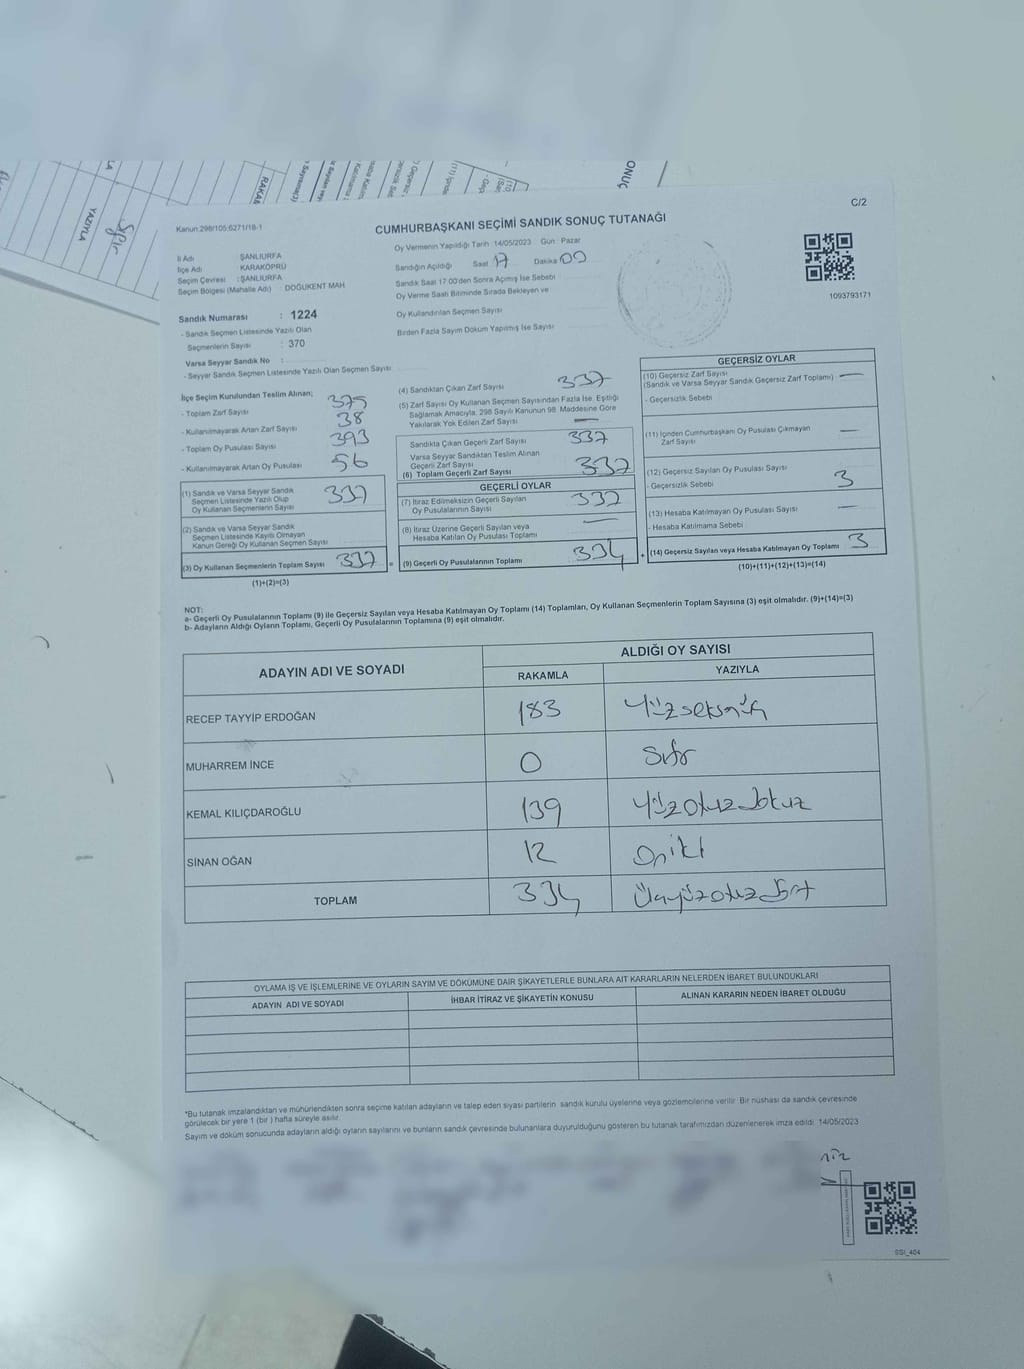 C/2
Kanun:298/105;6271/18-1
CUMHURBAŞKANI SEÇİMİ SANDIK SONUÇ TUTANAĞI
İl Adı : ŞANLIURFA
İlçe Adı : KARAKÖPRÜ
Seçim Çevresi : ŞANLIURFA
Seçim Bölgesi (Mahalle Adı) : DOĞUKENT MAH
Oy Vermenin Yapıldığı Tarih 14/05/2023 Gün: Pazar
Sandığın Açıldığı Saat 17 Dakika 09
Sandık Saat 17:00'den Sonra Açımış İse Sebebi
Oy Verme Saati Bitiminde Sırada Bekleyen ve
Oy Kullandırılan Seçmen Sayısı
Birden Fazla Sayım Döküm Yapılmış İse Sayısı
1093793171
Sandık Numarası : 1224
- Sandık Seçmen Listesinde Yazılı Olan
Seçmenlerin Sayısı : 370
Varsa Seyyar Sandık No :
- Seyyar Sandık Seçmen Listesinde Yazılı Olan Seçmen Sayısı
İlçe Seçim Kurulundan Teslim Alınan;
- Toplam Zarf Sayısı 375
- Kullanılmayarak Artan Zarf Sayısı 38
- Toplam Oy Pusulası Sayısı 393
- Kullanılmayarak Artan Oy Pusulası 56
(1) Sandık ve Varsa Seyyar Sandık
Seçmen Listesinde Yazılı Olup
Oy Kullanan Seçmenlerin Sayısı 337
(2) Sandık ve Varsa Seyyar Sandık
Seçmen Listesinde Kayıtlı Olmayan
Kanun Gereği Oy Kullanan Seçmen Sayısı
(3) Oy Kullanan Seçmenlerin Toplam Sayısı 337
(1)+(2)=(3)
(4) Sandıktan Çıkan Zarf Sayısı 337
(5) Zarf Sayısı Oy Kullanan Seçmen Sayısından Fazla İse, Eşitliği
Sağlamak Amacıyla, 298 Sayılı Kanunun 98. Maddesine Göre
Yakılarak Yok Edilen Zarf Sayısı —
Sandıkta Çıkan Geçerli Zarf Sayısı 337
Varsa Seyyar Sandıktan Teslim Alınan
Geçerli Zarf Sayısı
(6) Toplam Geçerli Zarf Sayısı 337
GEÇERLİ OYLAR
(7) İtiraz Edilmeksizin Geçerli Sayılan
Oy Pusulalarının Sayısı 337
(8) İtiraz Üzerine Geçerli Sayılan veya
Hesaba Katılan Oy Pusulası Toplamı —
(9) Geçerli Oy Pusulalarının Toplamı 334
GEÇERSİZ OYLAR
(10) Geçersiz Zarf Sayısı —
(Sandık ve Varsa Seyyar Sandık Geçersiz Zarf Toplamı)
- Geçersizlik Sebebi
(11) İçinden Cumhurbaşkanı Oy Pusulası Çıkmayan
Zarf Sayısı —
(12) Geçersiz Sayılan Oy Pusulası Sayısı
- Geçersizlik Sebebi 3
(13) Hesaba Katılmayan Oy Pusulası Sayısı —
- Hesaba Katılmama Sebebi
(14) Geçersiz Sayılan veya Hesaba Katılmayan Oy Toplamı 3
(10)+(11)+(12)+(13)=(14)
NOT:
a- Geçerli Oy Pusulalarının Toplamı (9) ile Geçersiz Sayılan veya Hesaba Katılmayan Oy Toplamı (14) Toplamları, Oy Kullanan Seçmenlerin Toplam Sayısına (3) eşit olmalıdır. (9)+(14)=(3)
b- Adayların Aldığı Oyların Toplamı, Geçerli Oy Pusulalarının Toplamına (9) eşit olmalıdır.
ADAYIN ADI VE SOYADI
ALDIĞI OY SAYISI
RAKAMLA YAZIYLA
RECEP TAYYİP ERDOĞAN 183 Yüzseksenüç
MUHARREM İNCE 0 Sıfır
KEMAL KILIÇDAROĞLU 139 Yüzotuzdokuz
SİNAN OĞAN 12 Oniki
TOPLAM 334 Üçyüzotuzdört
OYLAMA İŞ VE İŞLEMLERİNE VE OYLARIN SAYIM VE DÖKÜMÜNE DAİR ŞİKAYETLERLE BUNLARA AİT KARARLARIN NELERDEN İBARET BULUNDUKLARI
ADAYIN ADI VE SOYADI İHBAR İTİRAZ VE ŞİKAYETİN KONUSU ALINAN KARARIN NEDEN İBARET OLDUĞU
*Bu tutanak imzalandıktan ve mühürlendikten sonra seçime katılan adayların ve talep eden siyasi partilerin sandık kurulu üyelerine veya gözlemcilerine verilir. Bir nüshası da sandık çevresinde
görülecek bir yere 1 (bir) hafta süreyle asılır.
Sayım ve döküm sonucunda adayların aldığı oyların sayılarını ve bunların sandık çevresinde bulunanlara duyurulduğunu gösteren bu tutanak tarafımızdan düzenlenerek imza edildi. 14/05/2023
SSI_404
YAZIYLA
Sıfır